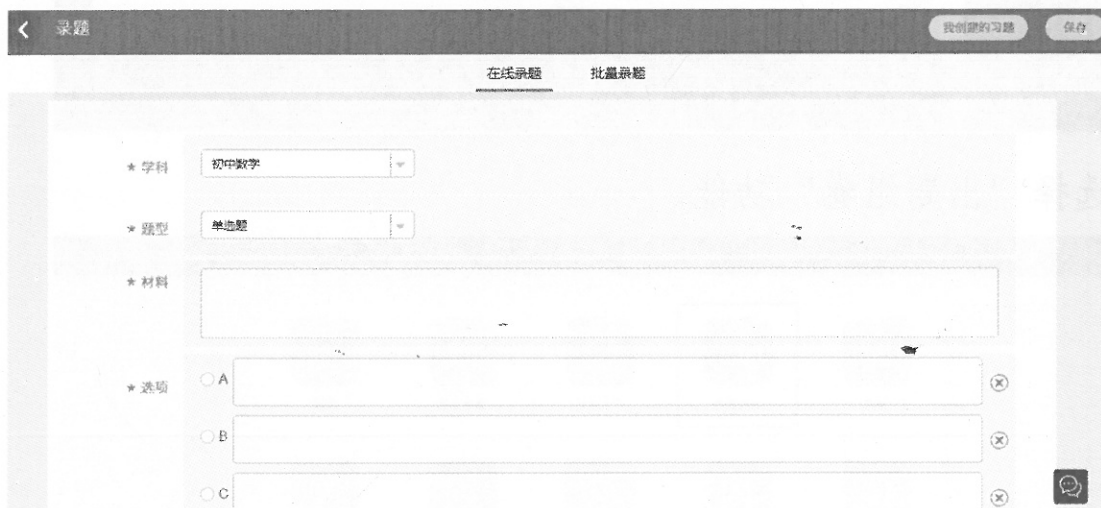 录题 我创建的习题 保存
在线录题 批量录题
* 学科 初中数学
* 题型 单选题
* 材料
* 选项 A
B
C